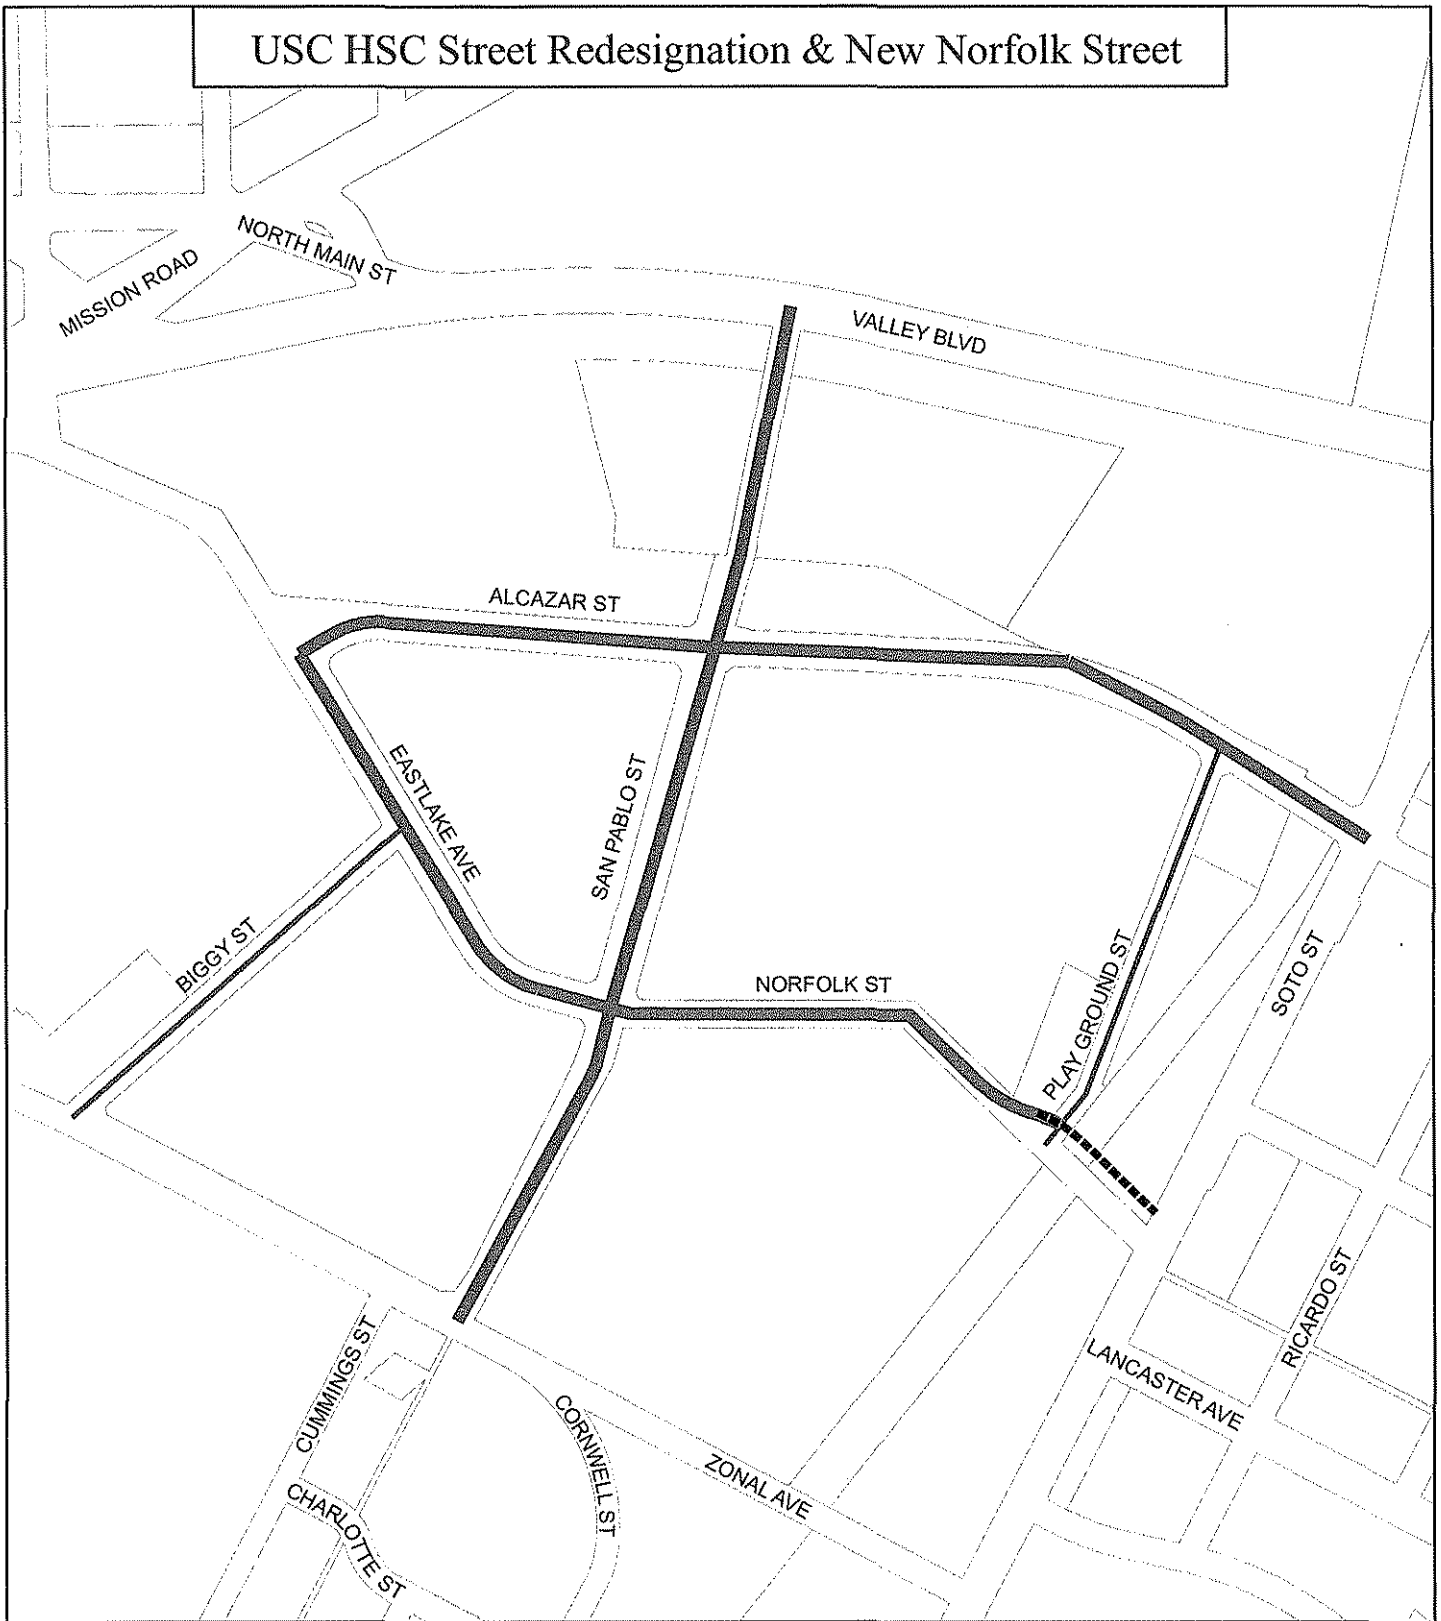 USC HSC Street Redesignation & New Norfolk Street
NORTH MAIN ST
MISSION ROAD
VALLEY BLVD
ALCAZAR ST
EASTLAKE AVE
SAN PABLO ST
BIGGY ST
NORFOLK ST
PLAY GROUND ST
SOTO ST
RICARDO ST
LANCASTER AVE
CUMMINGS ST
CORNWELL ST
ZONAL AVE
CHARLOTTE ST